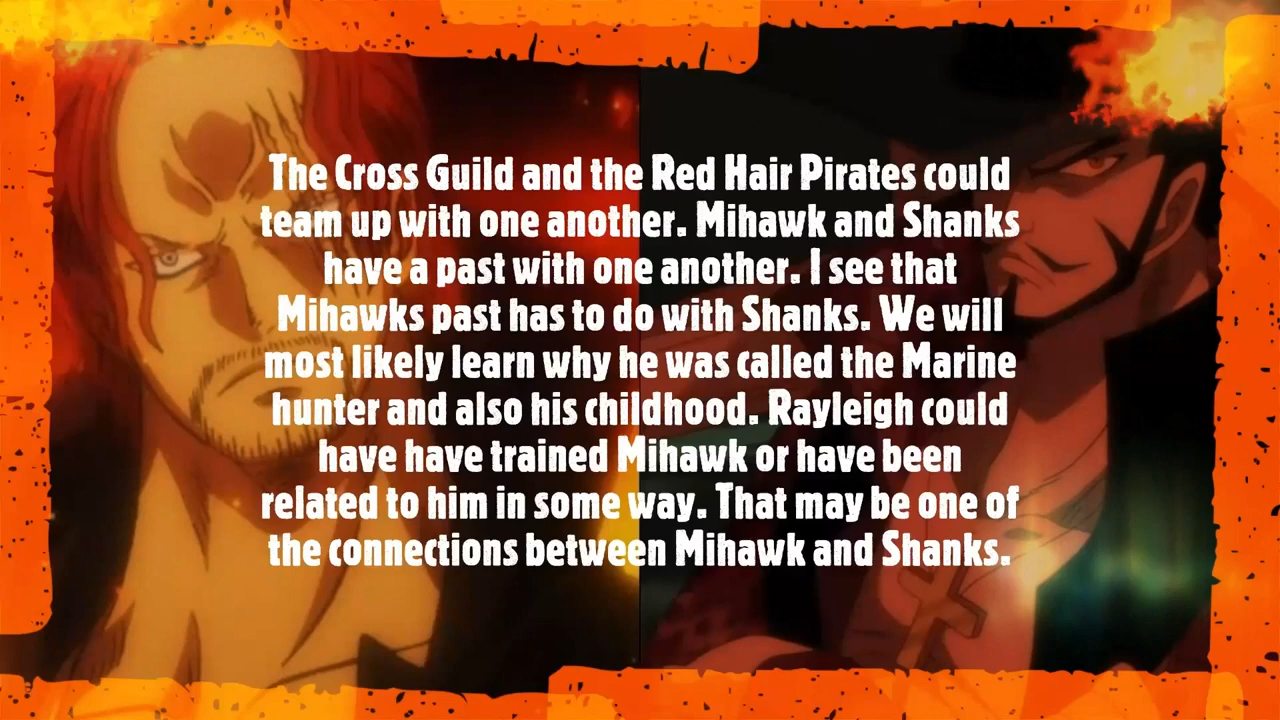 The Cross Guild and the Red Hair Pirates could
team up with one another. Mihawk and Shanks
have a past with one another. I see that
Mihawks past has to do with Shanks. We will
most likely learn why he was called the Marine
hunter and also his childhood. Rayleigh could
have have trained Mihawk or have been
related to him in some way. That may be one of
the connections between Mihawk and Shanks.